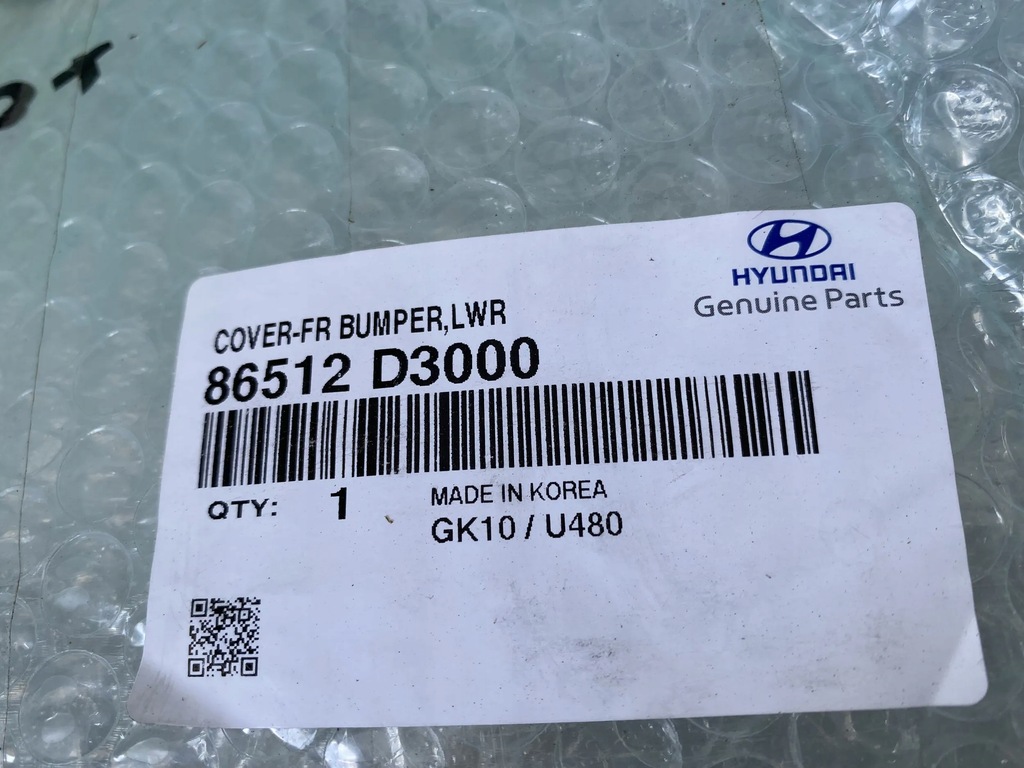 HYUNDAI
Genuine Parts
COVER-FR BUMPER,LWR
86512 D3000
QTY: 1 MADE IN KOREA
GK10 / U480